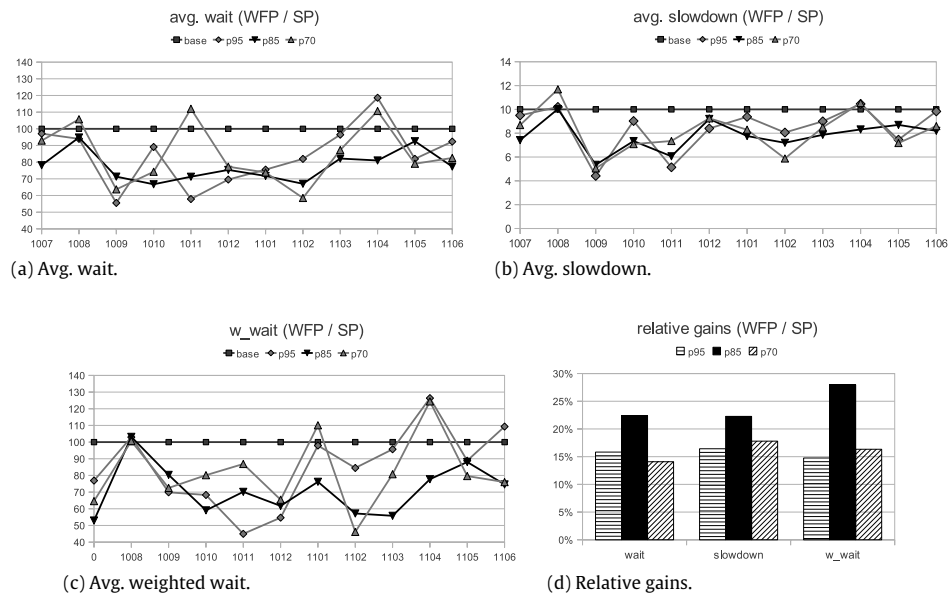 avg. wait (WFP / SP)
base p95 p85 p70
140
130
120
110
100
90
80
70
60
50
40
1007 1008 1009 1010 1011 1012 1101 1102 1103 1104 1105 1106
(a) Avg. wait.
avg. slowdown (WFP / SP)
base p95 p85 p70
14
12
10
8
6
4
2
0
1007 1008 1009 1010 1011 1012 1101 1102 1103 1104 1105 1106
(b) Avg. slowdown.
w_wait (WFP / SP)
base p95 p85 p70
140
130
120
110
100
90
80
70
60
50
40
0 1008 1009 1010 1011 1012 1101 1102 1103 1104 1105 1106
(c) Avg. weighted wait.
relative gains (WFP / SP)
p95 p85 p70
30%
25%
20%
15%
10%
5%
0%
wait slowdown w_wait
(d) Relative gains.